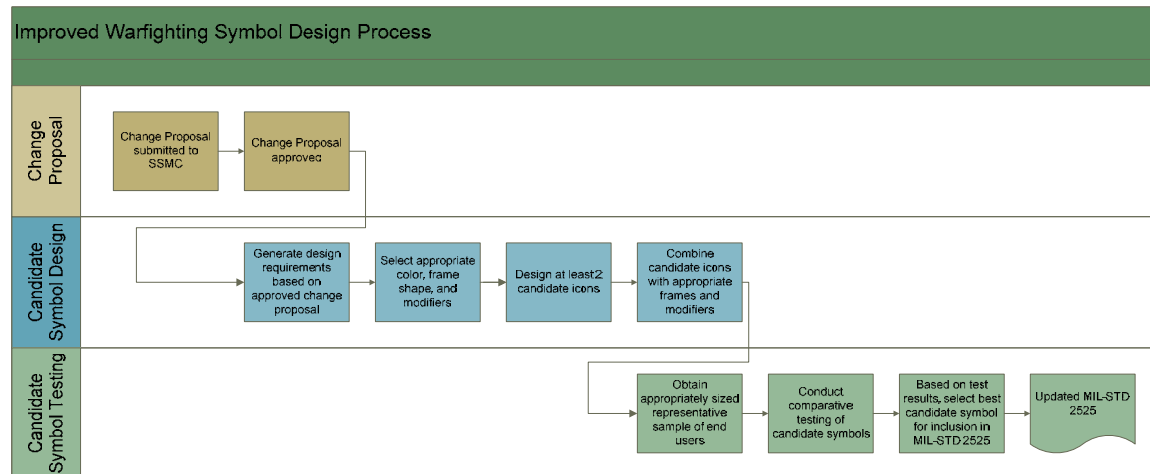 Improved Warfighting Symbol Design Process
Change
Proposal
Change Proposal
submitted to
SSMC
Change Proposal
approved
Candidate
Symbol Design
Generate design
requirements
based on
approved change
proposal
Select appropriate
color, frame
shape, and
modifiers
Design at least2
candidate icons
Combine
candidate icons
with appropriate
frames and
modifiers
Candidate
Symbol Testing
Obtain
appropriately sized
representative
sample of end
users
Conduct
comparative
testing of
candidate symbols
Based on test
results, select best
candidate symbol
for inclusion in
MIL-STD 2525
Updated MIL-STD
2525